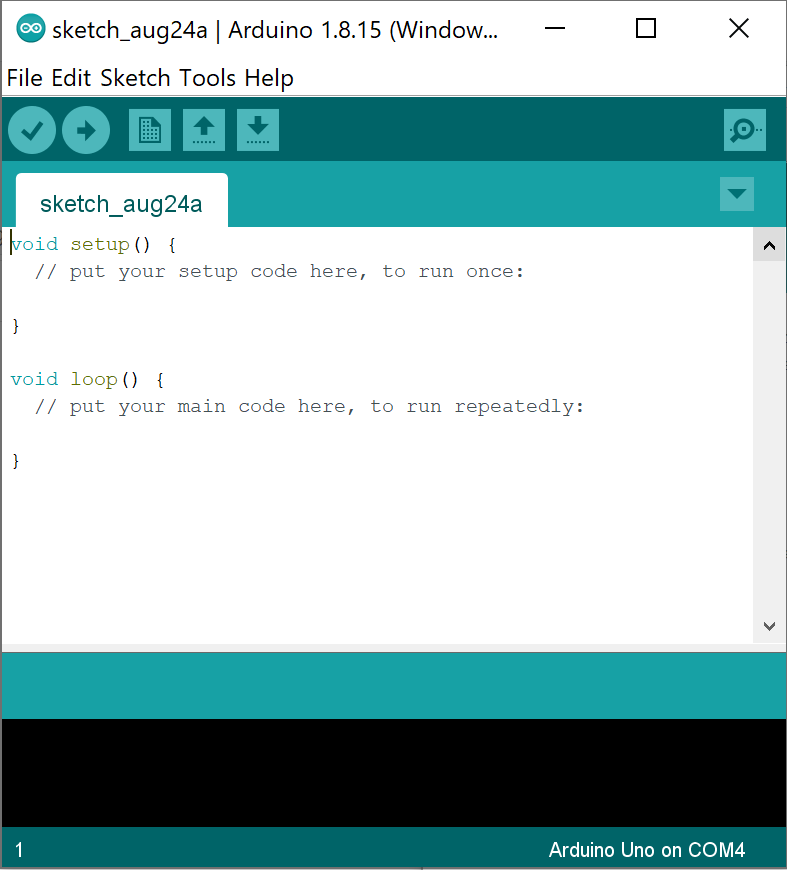 sketch_aug24a | Arduino 1.8.15 (Window...
File Edit Sketch Tools Help
sketch_aug24a
void setup() {
  // put your setup code here, to run once:
}
void loop() {
  // put your main code here, to run repeatedly:
}
1 Arduino Uno on COM4